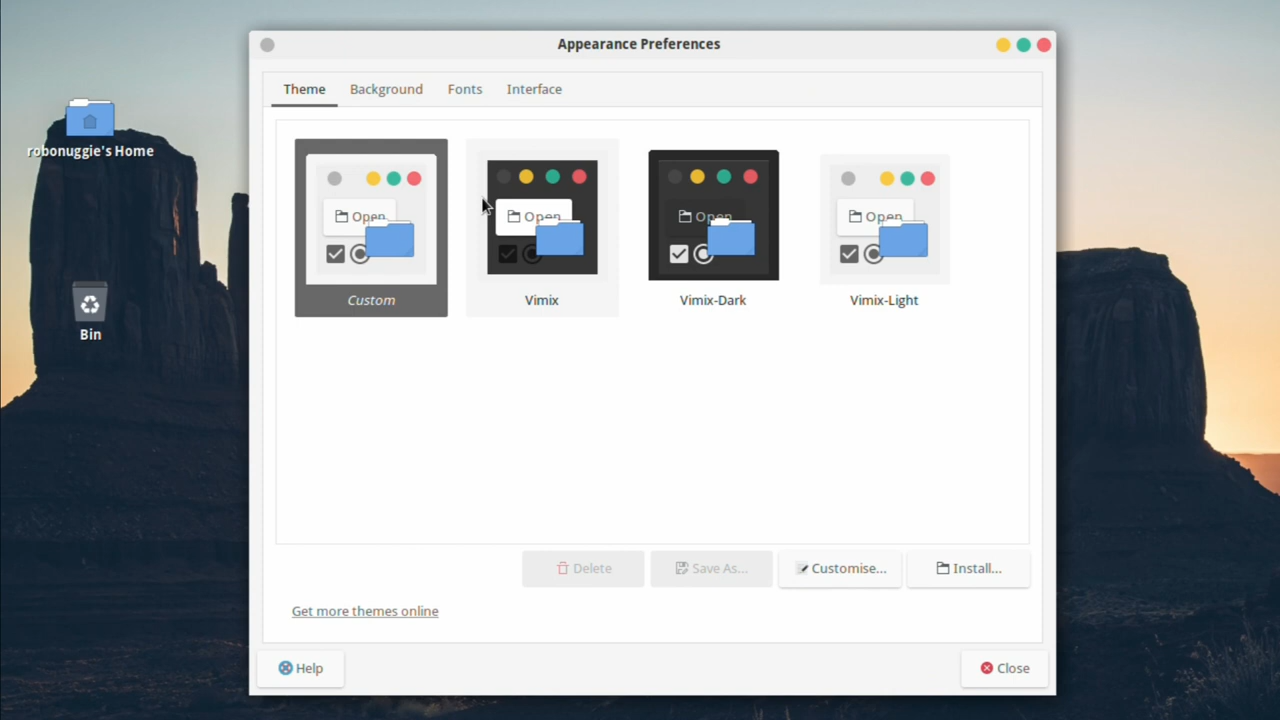 Appearance Preferences
Theme Background Fonts Interface
robonuggie's Home
Open Open Open Open
Custom Vimix Vimix-Dark Vimix-Light
Bin
Delete Save As... Customise... Install...
Get more themes online
Help Close